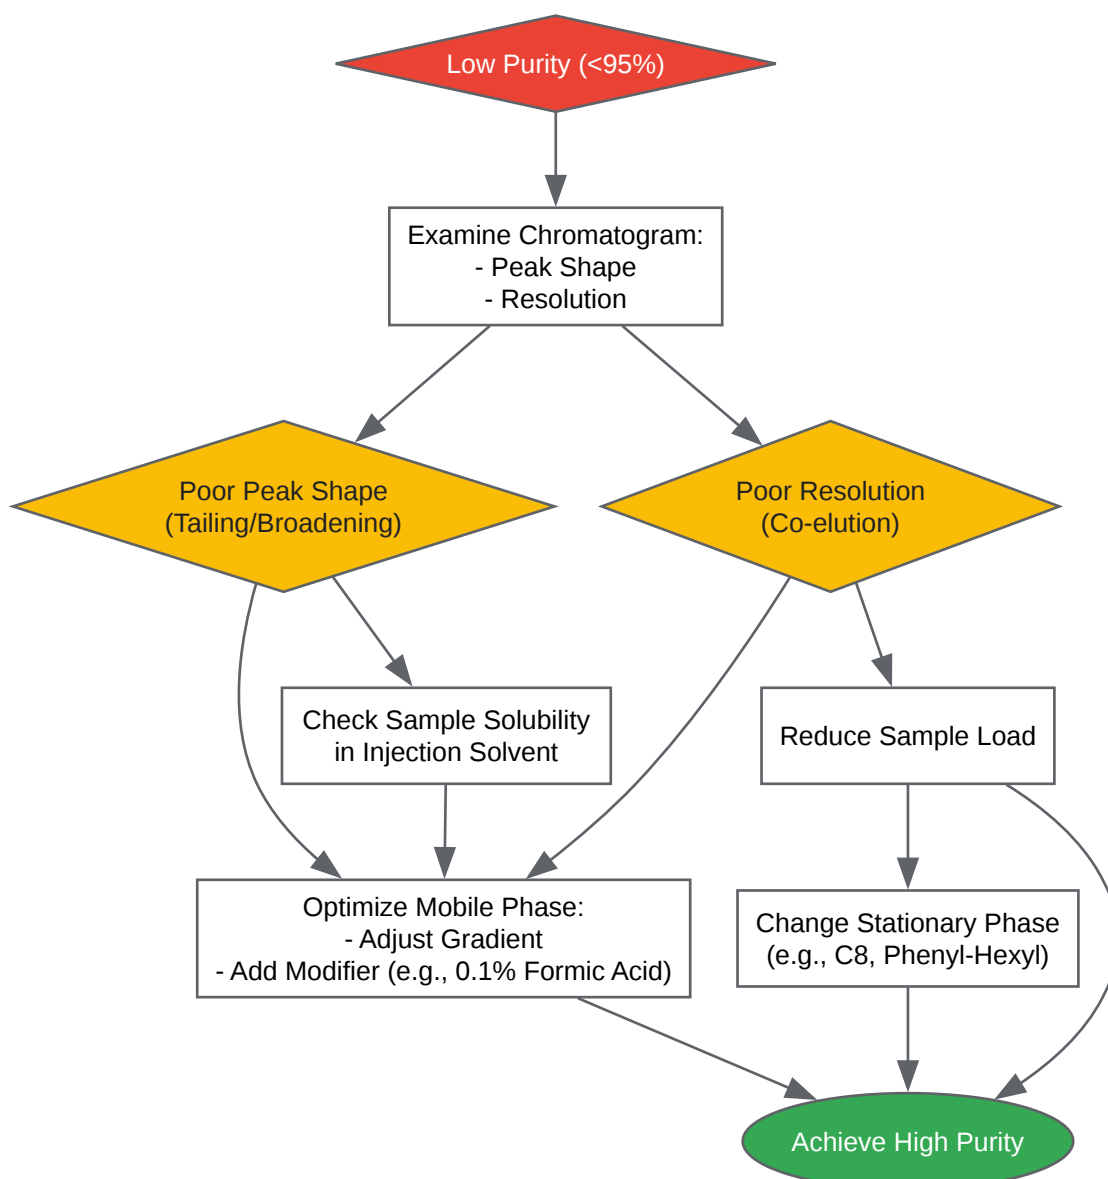 Low Purity (<95%)
Examine Chromatogram:
- Peak Shape
- Resolution
Poor Peak Shape
(Tailing/Broadening)
Poor Resolution
(Co-elution)
Check Sample Solubility
in Injection Solvent
Reduce Sample Load
Optimize Mobile Phase:
- Adjust Gradient
- Add Modifier (e.g., 0.1% Formic Acid)
Change Stationary Phase
(e.g., C8, Phenyl-Hexyl)
Achieve High Purity